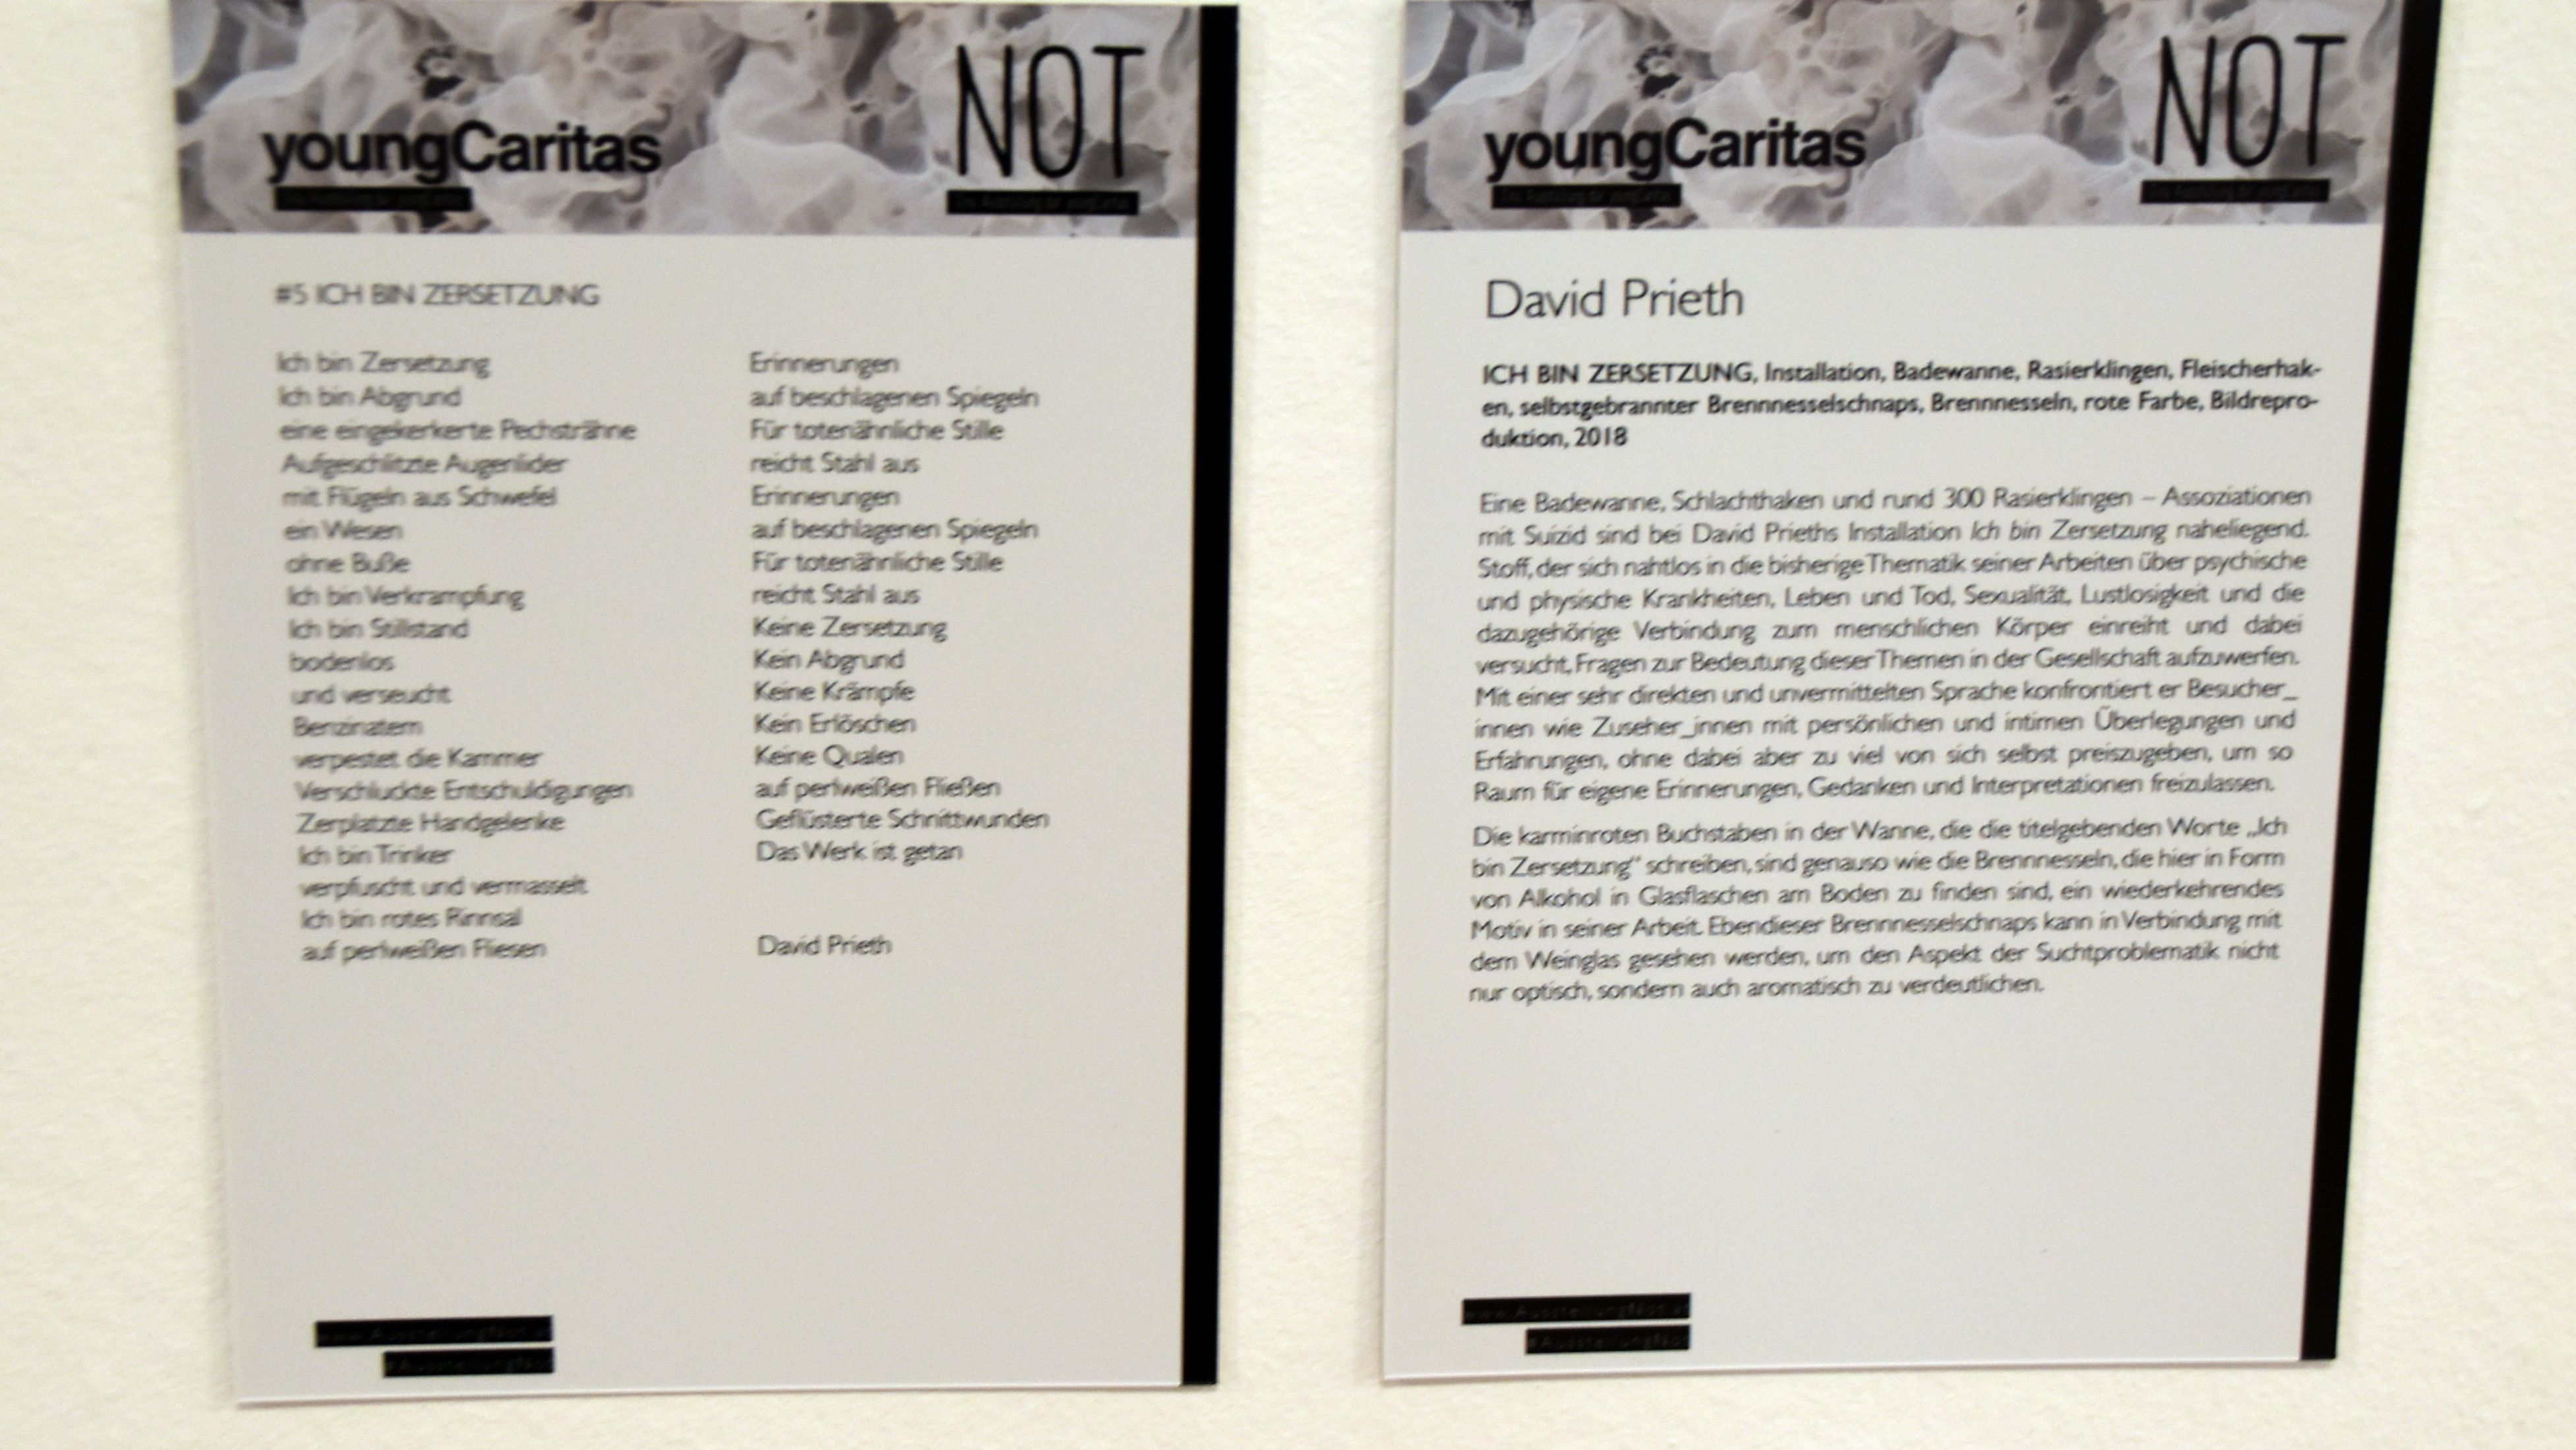 youngCaritas
NOT
#5 ICH BIN ZERSETZUNG
Ich bin Zersetzung
Ich bin Abgrund
eine eingekerkerte Pechsträhne
Aufgeschlitzte Augenlider
mit Flügeln aus Schwefel
ein Wesen
ohne Buße
Ich bin Verkrampfung
Ich bin Stillstand
bodenlos
und verseucht
Benzinatem
verpestet die Kammer
Verschluckte Entschuldigungen
Zerplatzte Handgelenke
Ich bin Trinker
verpfuscht und vermasselt
Ich bin rotes Rinnsal
auf perlweißen Fliesen
Erinnerungen
auf beschlagenen Spiegeln
Für totenähnliche Stille
reicht Stahl aus
Erinnerungen
auf beschlagenen Spiegeln
Für totenähnliche Stille
reicht Stahl aus
Keine Zersetzung
Kein Abgrund
Keine Krämpfe
Kein Erlöschen
Keine Qualen
auf perlweißen Fließen
Geflüsterte Schnittwunden
Das Werk ist getan
David Prieth
www.AusstellungNot.at
#AusstellungNot
youngCaritas
NOT
David Prieth
ICH BIN ZERSETZUNG, Installation, Badewanne, Rasierklingen, Fleischerhak-
en, selbstgebrannter Brennnesselschnaps, Brennnesseln, rote Farbe, Bildrepro-
duktion, 2018
Eine Badewanne, Schlachthaken und rund 300 Rasierklingen – Assoziationen
mit Suizid sind bei David Prieths Installation Ich bin Zersetzung naheliegend.
Stoff, der sich nahtlos in die bisherige Thematik seiner Arbeiten über psychische
und physische Krankheiten, Leben und Tod, Sexualität, Lustlosigkeit und die
dazugehörige Verbindung zum menschlichen Körper einreiht und dabei
versucht, Fragen zur Bedeutung dieser Themen in der Gesellschaft aufzuwerfen.
Mit einer sehr direkten und unvermittelten Sprache konfrontiert er Besucher_
innen wie Zuseher_innen mit persönlichen und intimen Überlegungen und
Erfahrungen, ohne dabei aber zu viel von sich selbst preiszugeben, um so
Raum für eigene Erinnerungen, Gedanken und Interpretationen freizulassen.
Die karminroten Buchstaben in der Wanne, die die titelgebenden Worte „Ich
bin Zersetzung“ schreiben, sind genauso wie die Brennnesseln, die hier in Form
von Alkohol in Glasflaschen am Boden zu finden sind, ein wiederkehrendes
Motiv in seiner Arbeit. Ebendieser Brennnesselschnaps kann in Verbindung mit
dem Weinglas gesehen werden, um den Aspekt der Suchtproblematik nicht
nur optisch, sondern auch aromatisch zu verdeutlichen.
www.AusstellungNot.at
#AusstellungNot